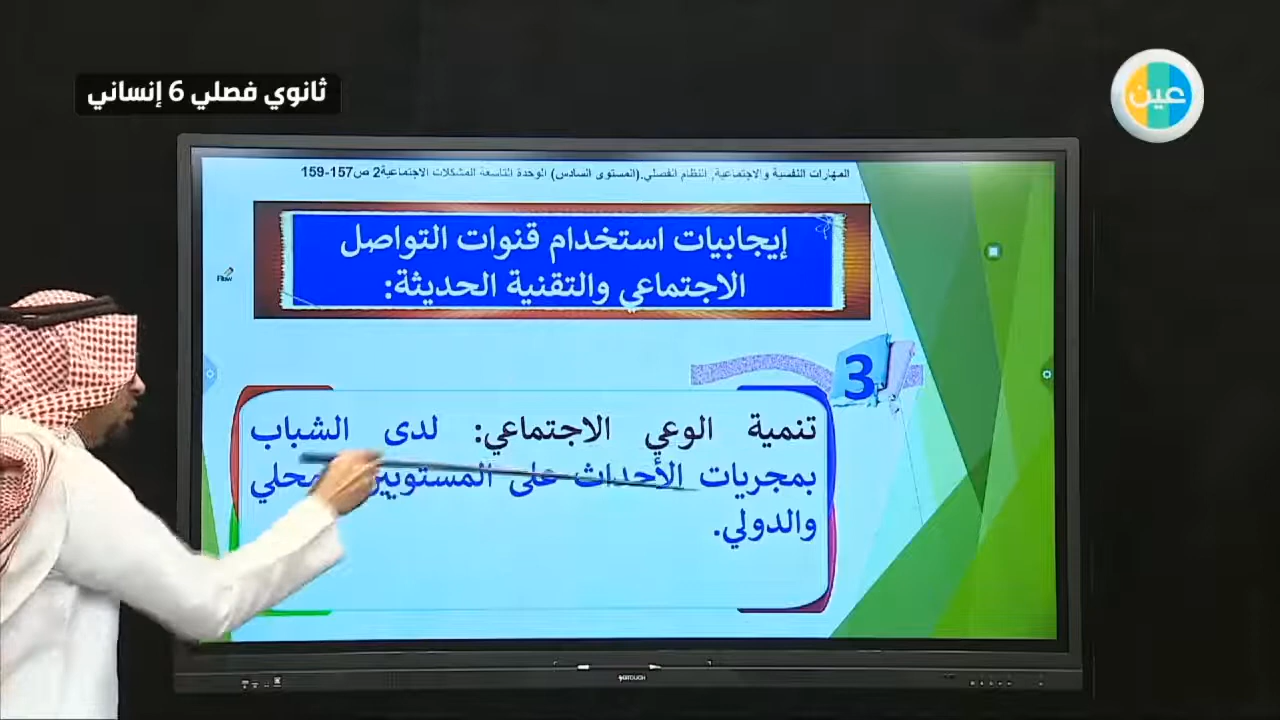 ثانوي فصلي 6 إنساني
عين
المهارات النفسية والاجتماعية, النظام الفصلي.(المستوى السادس) الوحدة التاسعة المشكلات الاجتماعية2 ص157-159
إيجابيات استخدام قنوات التواصل
الاجتماعي والتقنية الحديثة:
3
تنمية الوعي الاجتماعي: لدى الشباب
بمجريات الأحداث على المستويين
والدولي.